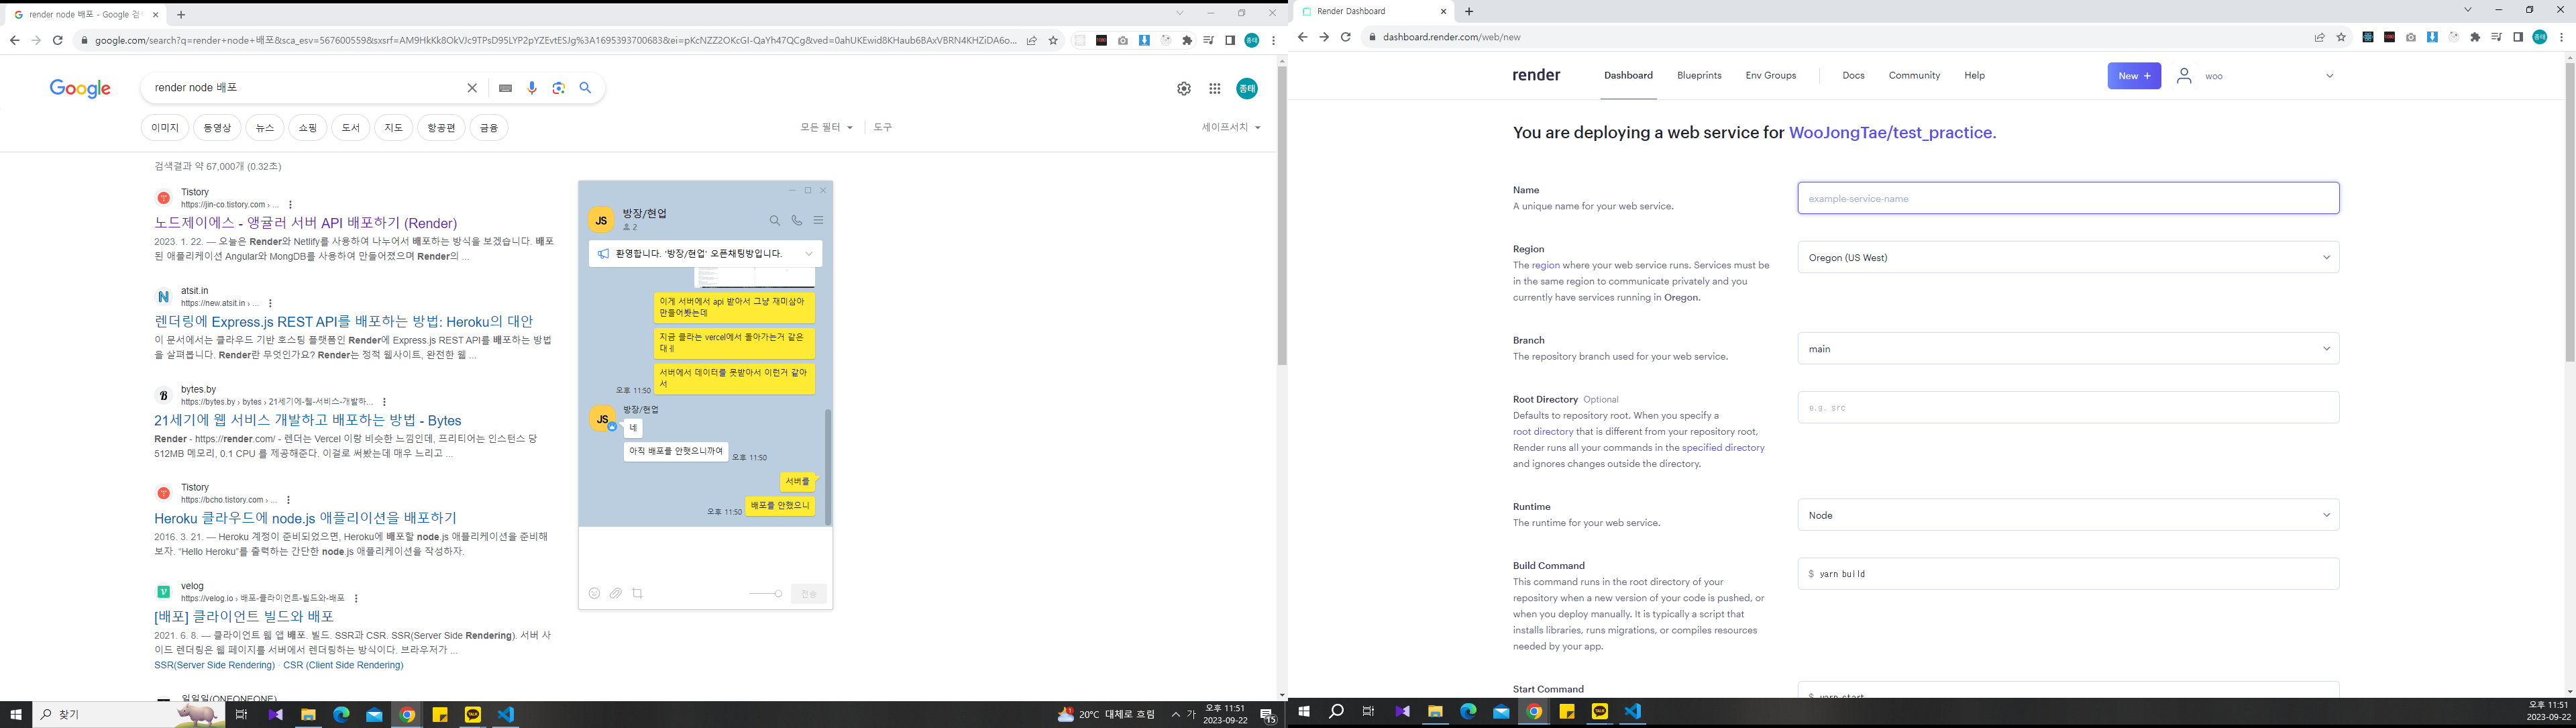 render node 배포 - Google 검색
google.com/search?q=render+node+배포&sca_esv=567600559&sxsrf=AM9HkKk8OkVJc9TPsD95LYP2pYZEvtESJg%3A1695393700683&ei=pKcNZZ2OKcGI-QaYh47QCg&ved=0ahUKEwid8KHaub6BAxVBRN4KHZiDA6o...
종태
Google
render node 배포
종태
이미지
동영상
뉴스
쇼핑
도서
지도
항공편
금융
모든 필터
도구
세이프서치
검색결과 약 67,000개 (0.32초)
Tistory
https://jin-co.tistory.com › ...
노드제이에스 - 앵귤러 서버 API 배포하기 (Render)
2023. 1. 22. — 오늘은 Render와 Netlify를 사용하여 나누어서 배포하는 방식을 보겠습니다. 배포
된 애플리케이션 Angular와 MongDB를 사용하여 만들어졌으며 Render의 ...
atsit.in
https://new.atsit.in › ...
렌더링에 Express.js REST API를 배포하는 방법: Heroku의 대안
이 문서에서는 클라우드 기반 호스팅 플랫폼인 Render에 Express.js REST API를 배포하는 방법
을 살펴봅니다. Render란 무엇인가요? Render는 정적 웹사이트, 완전한 웹 ...
bytes.by
https://bytes.by › bytes › 21세기에-웹-서비스-개발하...
21세기에 웹 서비스 개발하고 배포하는 방법 - Bytes
Render - https://render.com/ - 렌더는 Vercel 이랑 비슷한 느낌인데, 프리티어는 인스턴스 당
512MB 메모리, 0.1 CPU 를 제공해준다. 이걸로 써봤는데 매우 느리고 ...
Tistory
https://bcho.tistory.com › ...
Heroku 클라우드에 node.js 애플리케이션을 배포하기
2016. 3. 21. — Heroku 계정이 준비되었으면, Heroku에 배포할 node.js 애플리케이션을 준비해
보자. "Hello Heroku"를 출력하는 간단한 node.js 애플리케이션을 작성하자.
velog
https://velog.io › 배포-클라이언트-빌드와-배포
[배포] 클라이언트 빌드와 배포
2021. 6. 8. — 클라이언트 웹 앱 배포. 빌드. SSR과 CSR. SSR(Server Side Rendering). 서버 사
이드 렌더링은 웹 페이지를 서버에서 렌더링하는 방식이다. 브라우저가 ...
SSR(Server Side Rendering) · CSR (Client Side Rendering)
일일일(ONEONEONE)
JS
방장/현업
2
환영합니다. '방장/현업' 오픈채팅방입니다.
이게 서버에서 api 받아서 그냥 재미삼아
만들어봣는데
지금 클라는 vercel에서 돌아가는거 같은
대ㅔ
서버에서 데이터를 못받아서 이런거 같아
서
오후 11:50
JS
방장/현업
네
아직 배포를 안했으니까여
오후 11:50
서버를
배포를 안했으니
오후 11:50
전송
찾기
20°C 대체로 흐림
가
오후 11:51
2023-09-22
15
Render Dashboard
dashboard.render.com/web/new
종태
render
Dashboard
Blueprints
Env Groups
Docs
Community
Help
New +
woo
You are deploying a web service for WooJongTae/test_practice.
Name
A unique name for your web service.
example-service-name
Region
The region where your web service runs. Services must be
in the same region to communicate privately and you
currently have services running in Oregon.
Oregon (US West)
Branch
The repository branch used for your web service.
main
Root Directory Optional
Defaults to repository root. When you specify a
root directory that is different from your repository root,
Render runs all your commands in the specified directory
and ignores changes outside the directory.
e.g. src
Runtime
The runtime for your web service.
Node
Build Command
This command runs in the root directory of your
repository when a new version of your code is pushed, or
when you deploy manually. It is typically a script that
installs libraries, runs migrations, or compiles resources
needed by your app.
$ yarn build
Start Command
$ yarn start
오후 11:51
2023-09-22